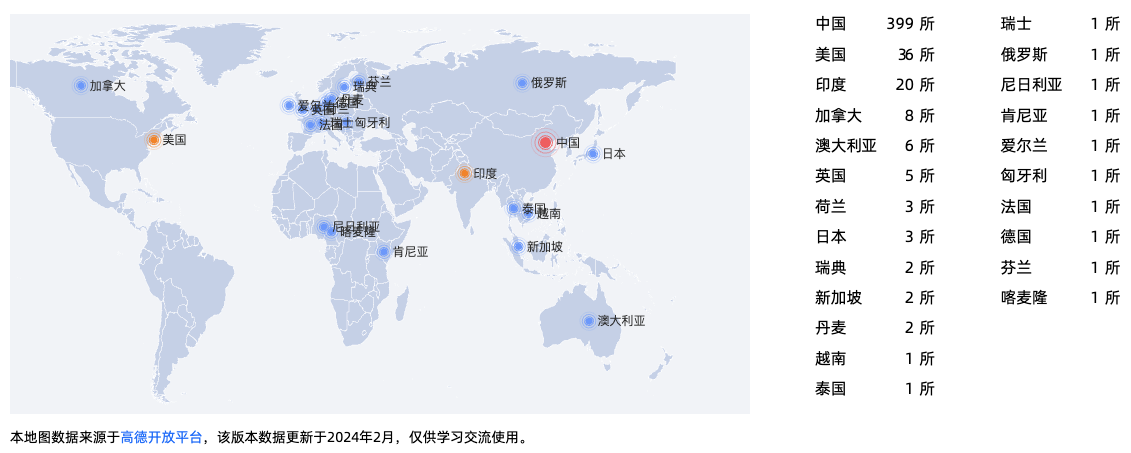 加拿大
美国
芬兰
瑞典
丹麦
爱尔兰
德国
英国
荷兰
法国
瑞士
匈牙利
俄罗斯
中国
日本
印度
泰国
越南
尼日利亚
喀麦隆
肯尼亚
新加坡
澳大利亚
中国 399 所
美国 36 所
印度 20 所
加拿大 8 所
澳大利亚 6 所
英国 5 所
荷兰 3 所
日本 3 所
瑞典 2 所
新加坡 2 所
丹麦 2 所
越南 1 所
泰国 1 所
瑞士 1 所
俄罗斯 1 所
尼日利亚 1 所
肯尼亚 1 所
爱尔兰 1 所
匈牙利 1 所
法国 1 所
德国 1 所
芬兰 1 所
喀麦隆 1 所
本地图数据来源于高德开放平台，该版本数据更新于2024年2月，仅供学习交流使用。